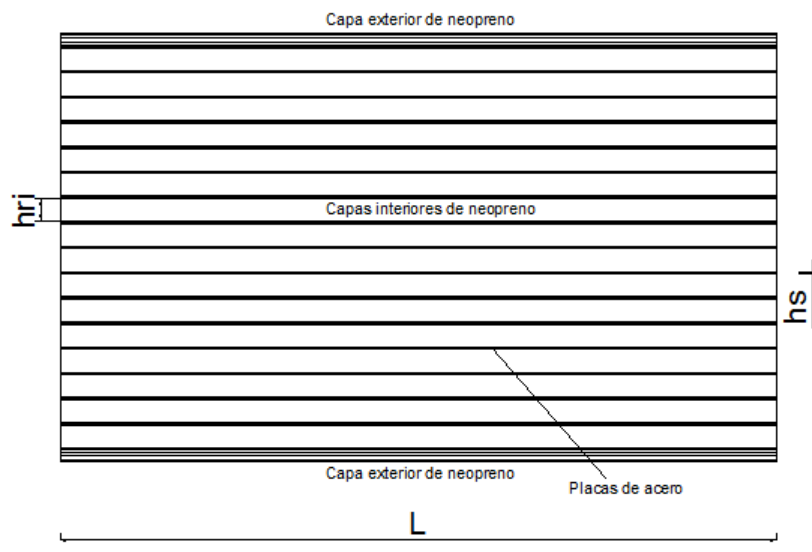 Capa exterior de neopreno
hri
Capas interiores de neopreno
hs
Capa exterior de neopreno
Placas de acero
L